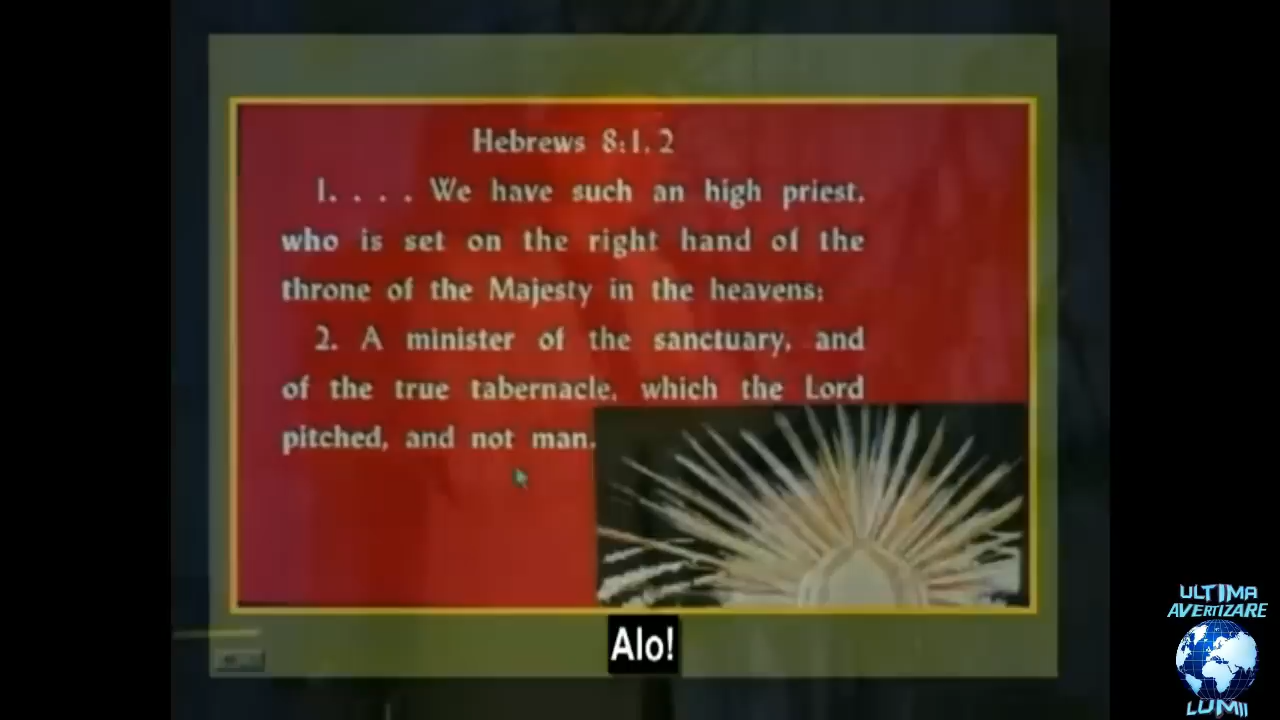 Hebrews 8:1, 2
1. . . . We have such an high priest,
who is set on the right hand of the
throne of the Majesty in the heavens;
2. A minister of the sanctuary, and
of the true tabernacle, which the Lord
pitched, and not man.
Alo!
ULTIMA
AVERTIZARE
LUMII